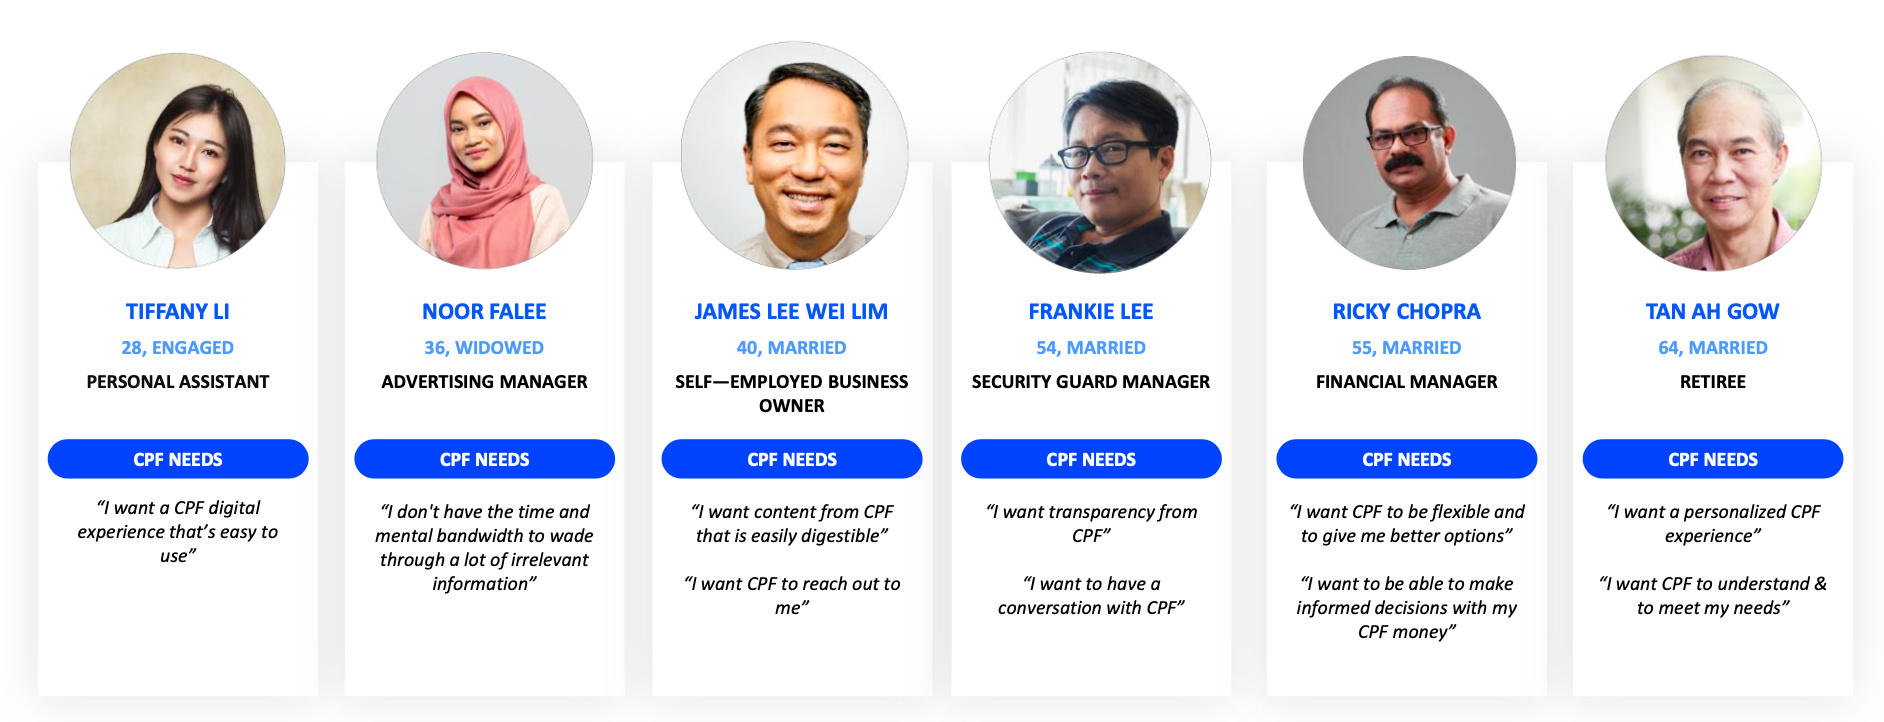 TIFFANY LI
28, ENGAGED
PERSONAL ASSISTANT
CPF NEEDS
“I want a CPF digital
experience that’s easy to
use”
NOOR FALEE
36, WIDOWED
ADVERTISING MANAGER
CPF NEEDS
“I don't have the time and
mental bandwidth to wade
through a lot of irrelevant
information”
JAMES LEE WEI LIM
40, MARRIED
SELF—EMPLOYED BUSINESS
OWNER
CPF NEEDS
“I want content from CPF
that is easily digestible”
“I want CPF to reach out to
me”
FRANKIE LEE
54, MARRIED
SECURITY GUARD MANAGER
CPF NEEDS
“I want transparency from
CPF”
“I want to have a
conversation with CPF”
RICKY CHOPRA
55, MARRIED
FINANCIAL MANAGER
CPF NEEDS
“I want CPF to be flexible and
to give me better options”
“I want to be able to make
informed decisions with my
CPF money”
TAN AH GOW
64, MARRIED
RETIREE
CPF NEEDS
“I want a personalized CPF
experience”
“I want CPF to understand &
to meet my needs”